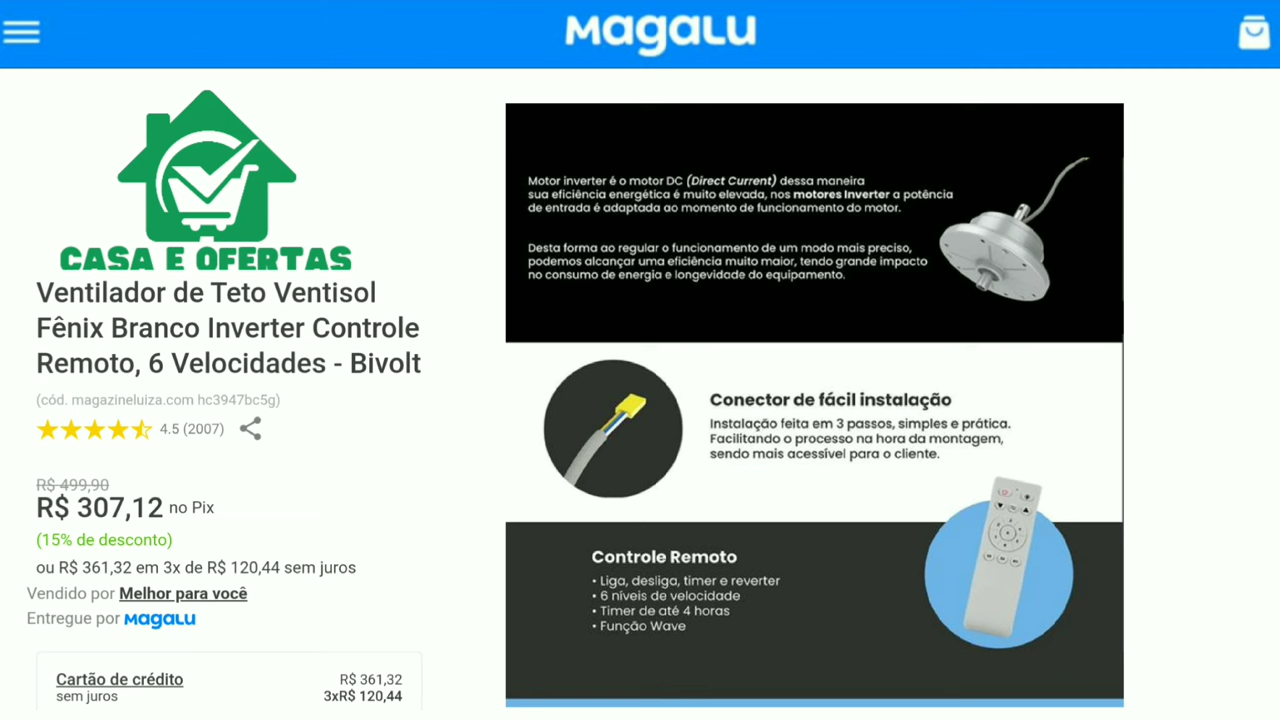 magalu
CASA E OFERTAS
Ventilador de Teto Ventisol
Fênix Branco Inverter Controle
Remoto, 6 Velocidades - Bivolt
(cód. magazineluiza.com hc3947bc5g)
4.5 (2007)
R$ 499,90
R$ 307,12 no Pix
(15% de desconto)
ou R$ 361,32 em 3x de R$ 120,44 sem juros
Vendido por Melhor para você
Entregue por magalu
Cartão de crédito R$ 361,32
sem juros 3xR$ 120,44
Motor inverter é o motor DC (Direct Current) dessa maneira
sua eficiência energética é muito elevada, nos motores Inverter a potência
de entrada é adaptada ao momento de funcionamento do motor.
Desta forma ao regular o funcionamento de um modo mais preciso,
podemos alcançar uma eficiência muito maior, tendo grande impacto
no consumo de energia e longevidade do equipamento.
Conector de fácil instalação
Instalação feita em 3 passos, simples e prática.
Facilitando o processo na hora da montagem,
sendo mais acessível para o cliente.
Controle Remoto
• Liga, desliga, timer e reverter
• 6 níveis de velocidade
• Timer de até 4 horas
• Função Wave